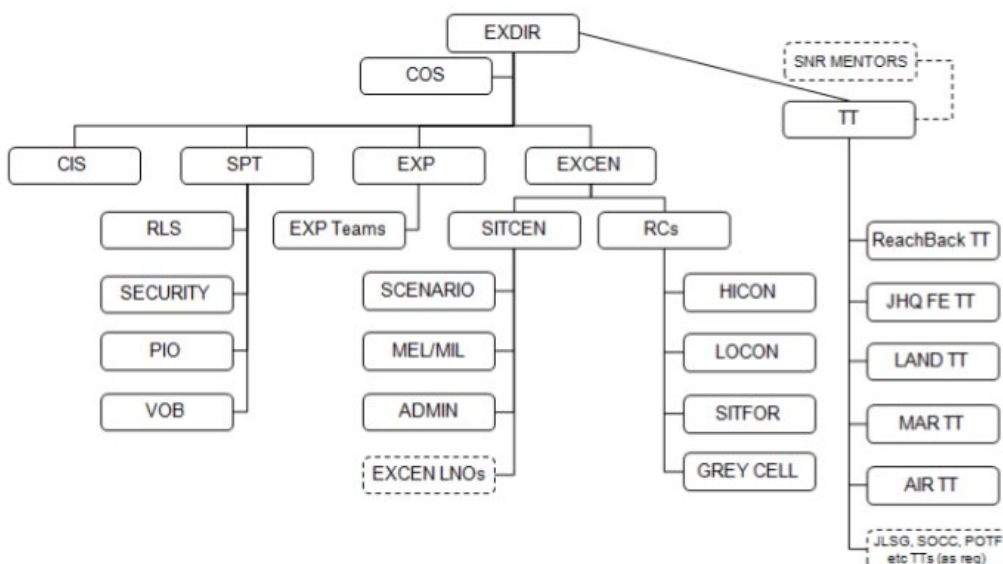 EXDIR
COS
SNR MENTORS
TT
CIS
SPT
EXP
EXCEN
RLS
EXP Teams
SITCEN
RCs
ReachBack TT
SECURITY
SCENARIO
HICON
JHQ FE TT
PIO
MEL/MIL
LOCON
LAND TT
VOB
ADMIN
SITFOR
MAR TT
EXCEN LNOs
GREY CELL
AIR TT
JLSG, SOCC, POTF
etc TTs (as req)